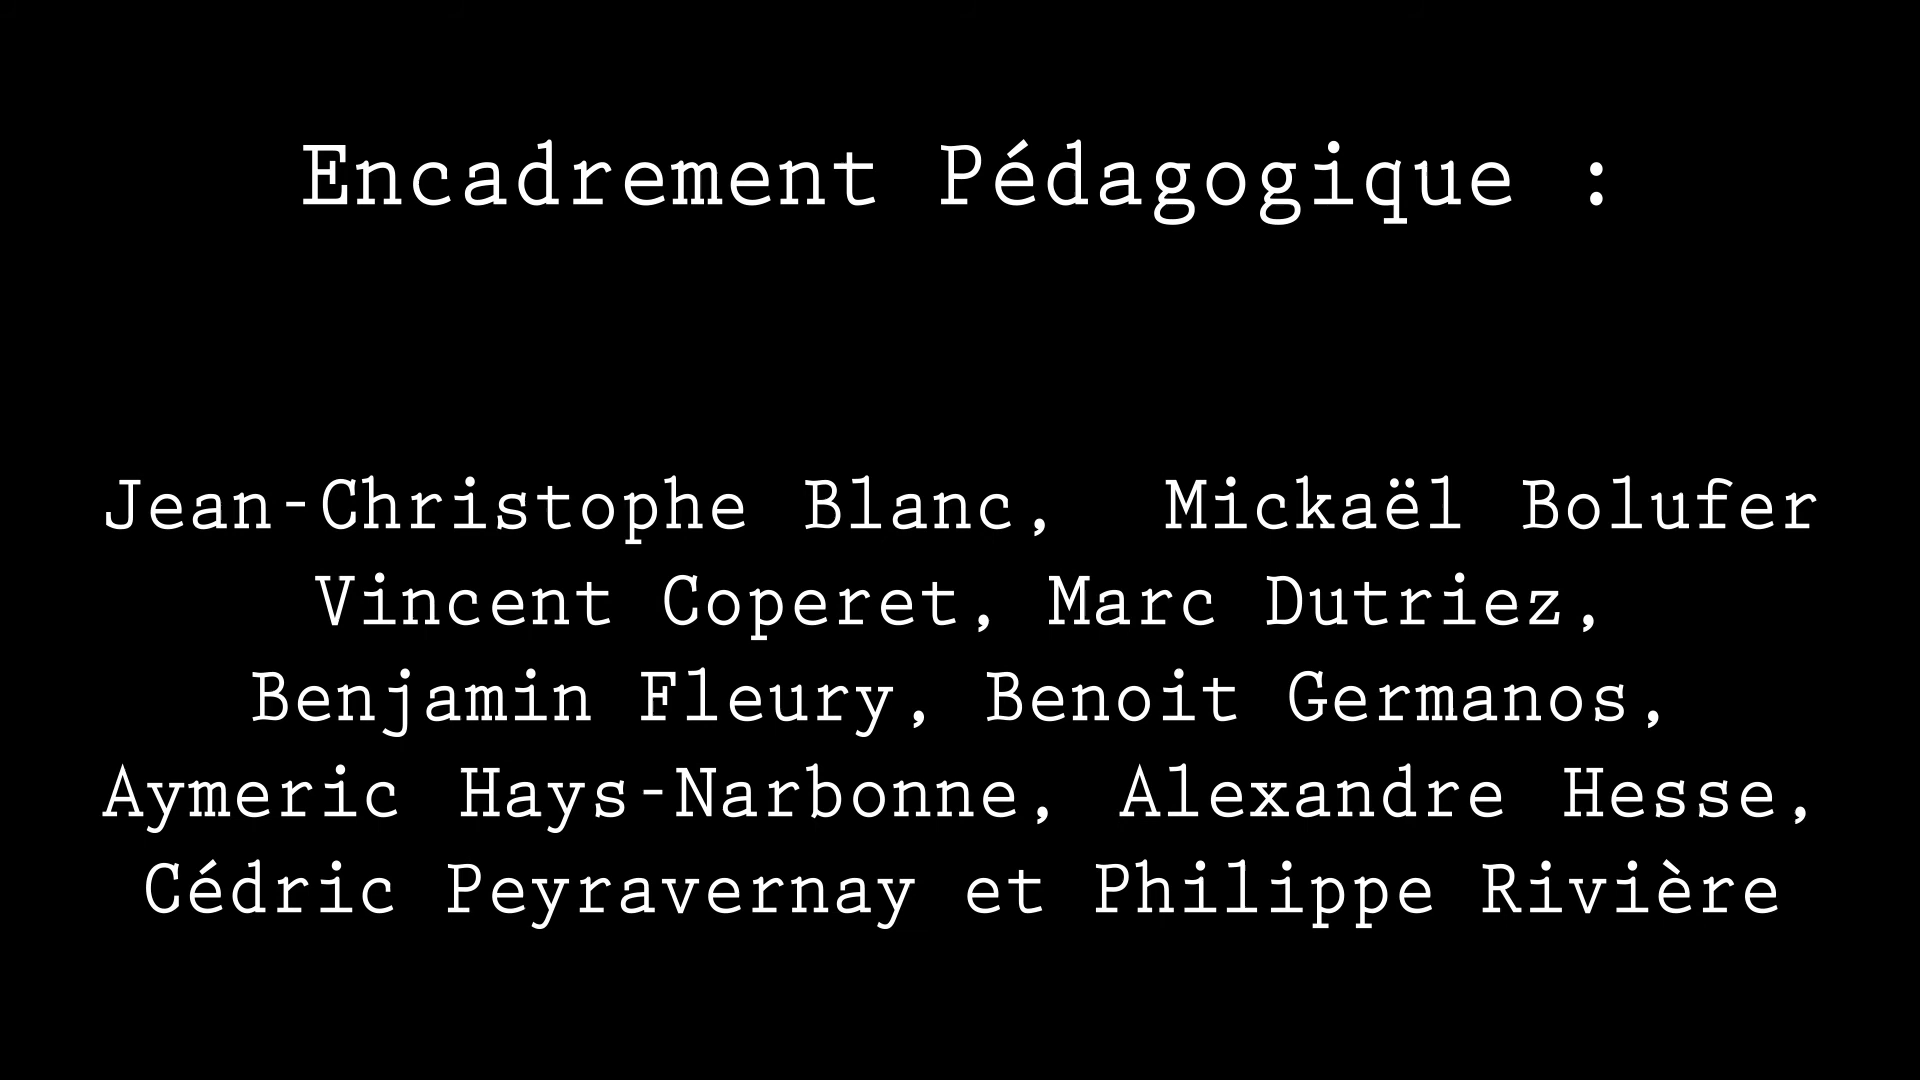 Encadrement Pédagogique :
Jean-Christophe Blanc, Mickaël Bolufer
Vincent Coperet, Marc Dutriez,
Benjamin Fleury, Benoit Germanos,
Aymeric Hays-Narbonne, Alexandre Hesse,
Cédric Peyravernay et Philippe Rivière